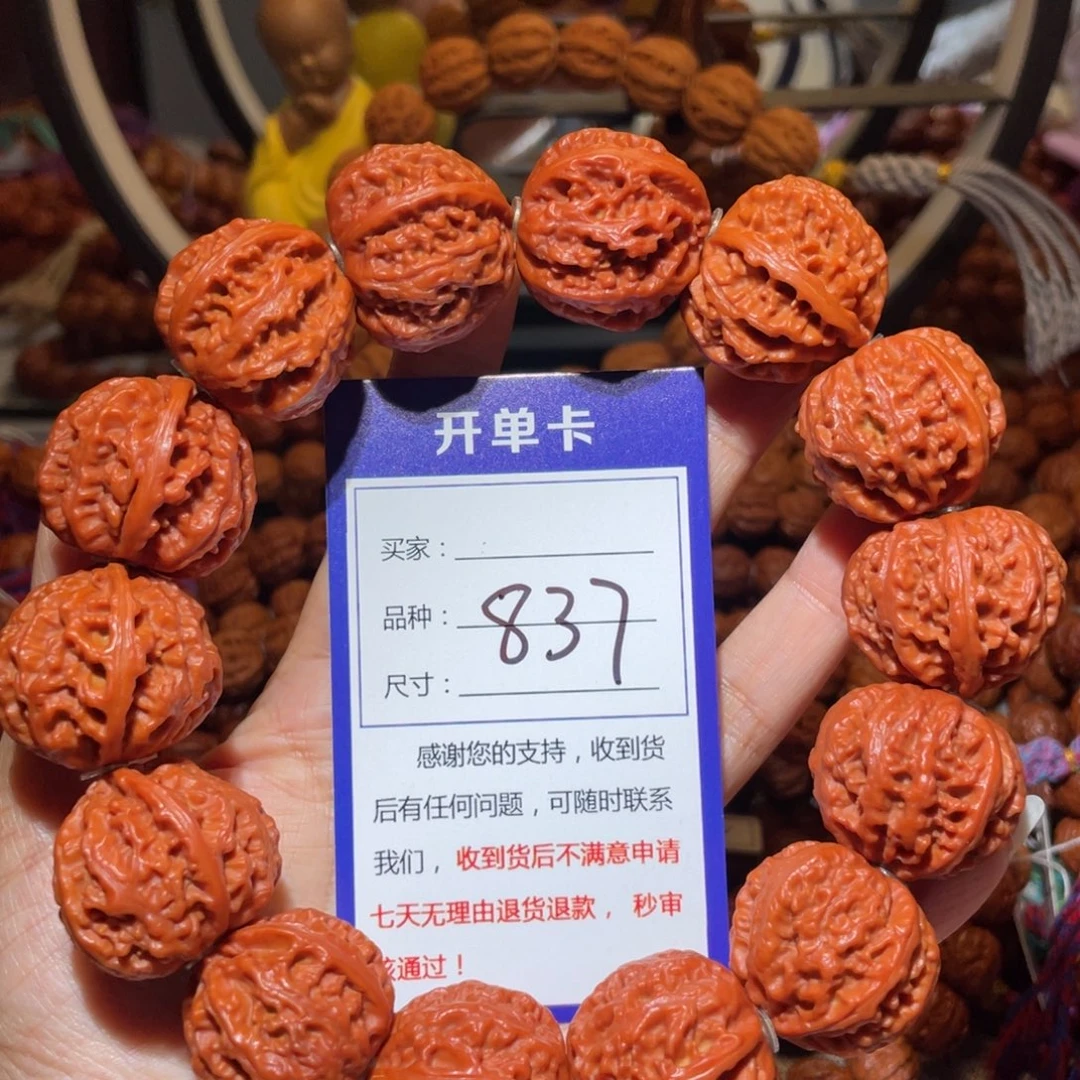 开单卡
买家：
品种：837
尺寸：
感谢您的支持，收到货
后有任何问题，可随时联系
我们，收到货后不满意申请
七天无理由退货退款，秒审
核通过！